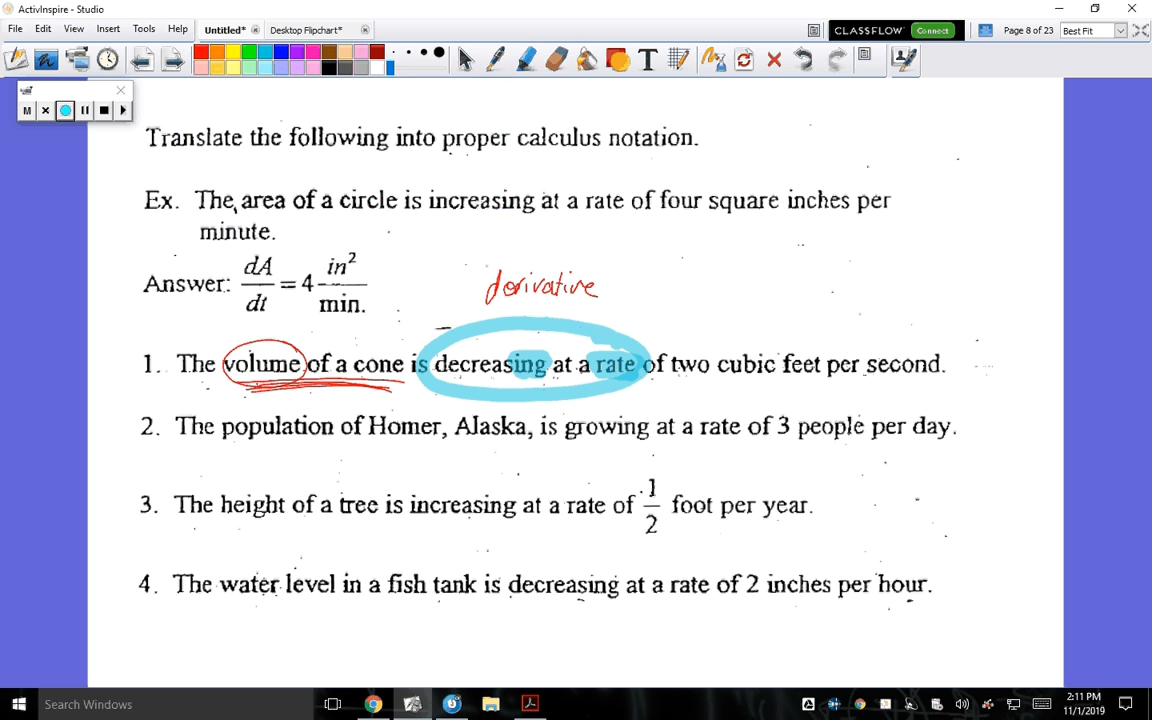 ActivInspire - Studio
File Edit View Insert Tools Help Untitled* Desktop Flipchart* CLASSFLOW Connect Page 8 of 23 Best Fit
T
M
Translate the following into proper calculus notation.
Ex. The area of a circle is increasing at a rate of four square inches per
minute.
Answer: dA/dt = 4 in²/min.
derivative
1. The volume of a cone is decreasing at a rate of two cubic feet per second.
2. The population of Homer, Alaska, is growing at a rate of 3 people per day.
3. The height of a tree is increasing at a rate of 1/2 foot per year.
4. The water level in a fish tank is decreasing at a rate of 2 inches per hour.
Search Windows
2:11 PM
11/1/2019